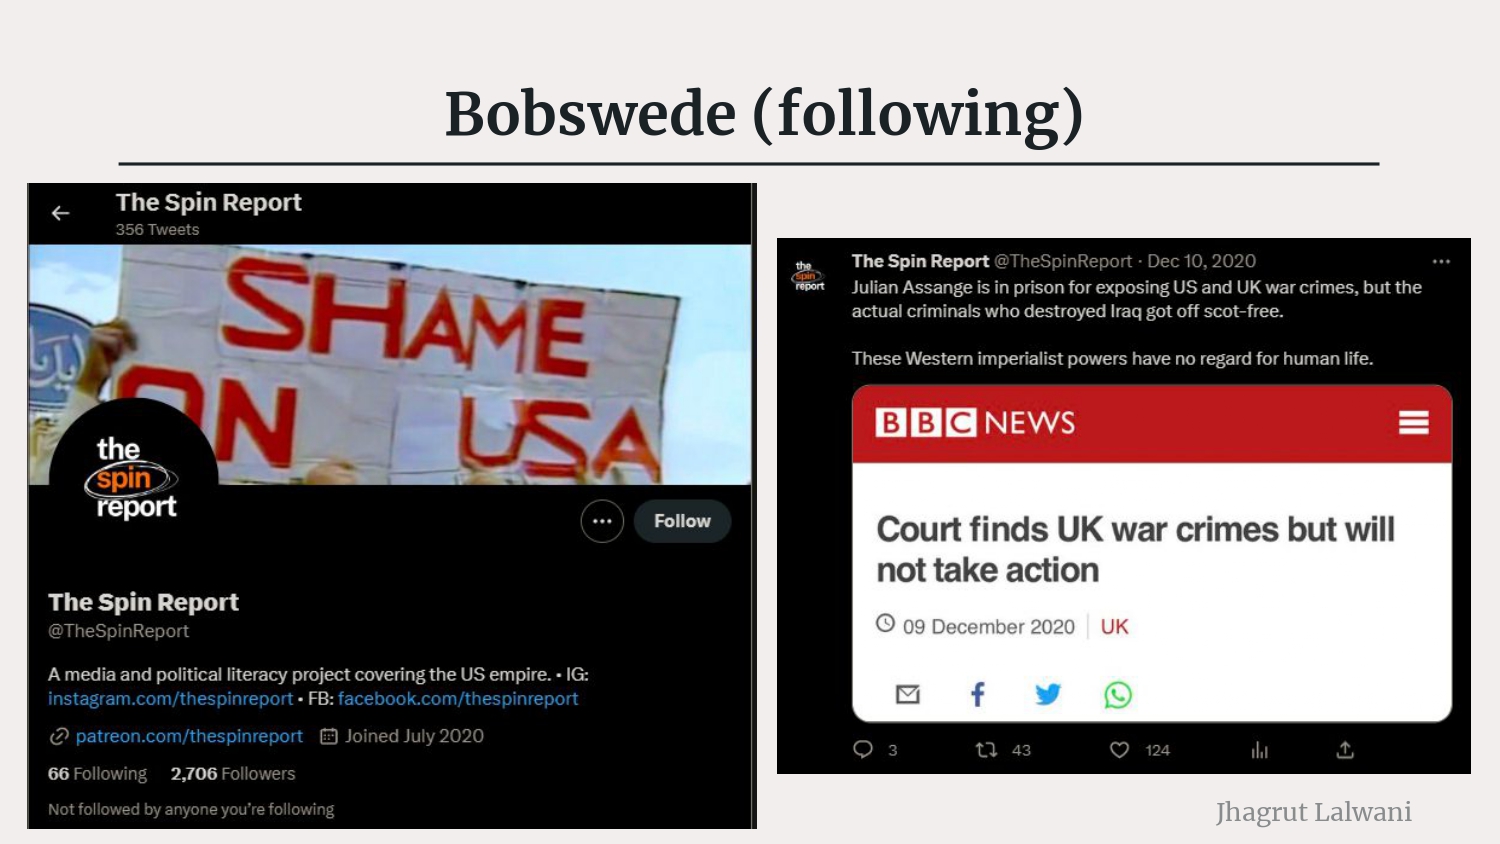 Bobswede (following)
The Spin Report
356 Tweets
SHAME
ON USA
the
spin
report
Follow
The Spin Report
@TheSpinReport
A media and political literacy project covering the US empire. • IG:
instagram.com/thespinreport • FB: facebook.com/thespinreport
patreon.com/thespinreport Joined July 2020
66 Following 2,706 Followers
Not followed by anyone you’re following
the
spin
report
The Spin Report @TheSpinReport · Dec 10, 2020
Julian Assange is in prison for exposing US and UK war crimes, but the
actual criminals who destroyed Iraq got off scot-free.
These Western imperialist powers have no regard for human life.
BBC NEWS
Court finds UK war crimes but will
not take action
09 December 2020 UK
3 43 124
Jhagrut Lalwani